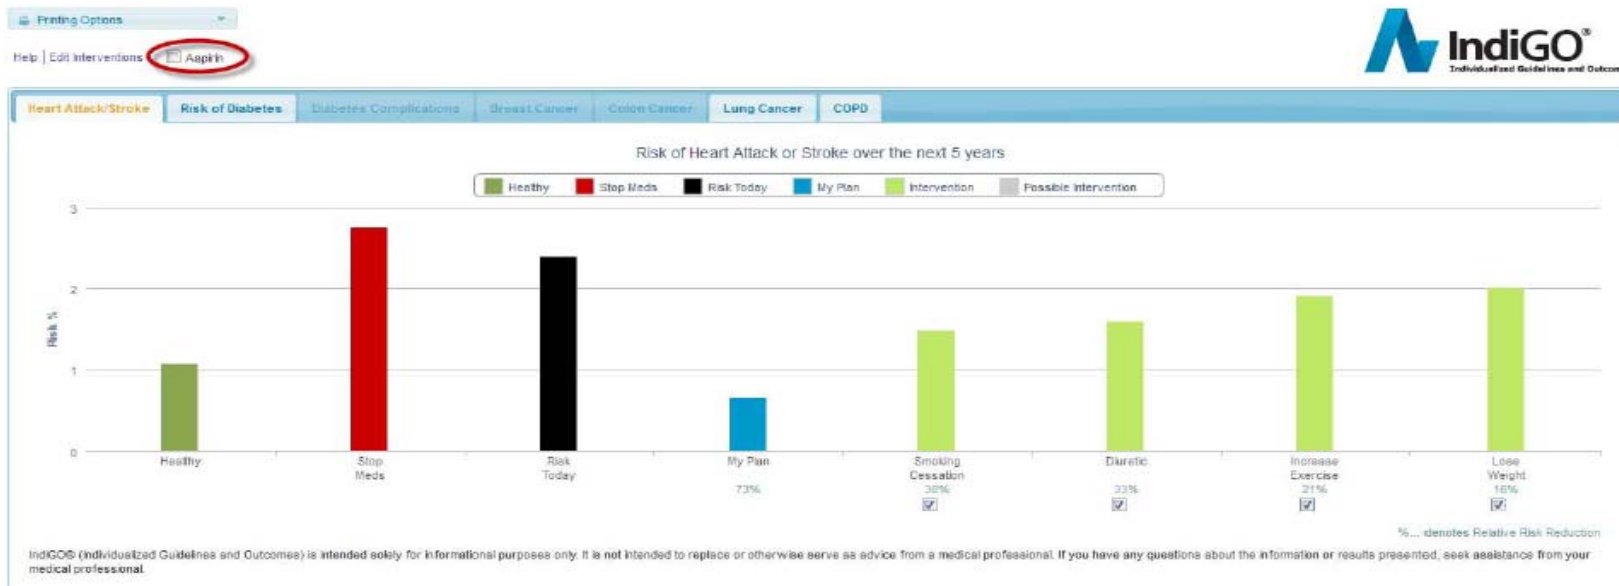 Printing Options
Help | Edit Interventions Aspirin
IndiGO®
Individualized Guidelines and Outcom
Heart Attack/Stroke Risk of Diabetes Diabetes Complications Breast Cancer Colon Cancer Lung Cancer COPD
Risk of Heart Attack or Stroke over the next 5 years
Healthy Stop Meds Risk Today My Plan Intervention Possible Intervention
3
2
1
0
Risk %
Healthy
Stop
Meds
Risk
Today
My Plan
73%
Smoking
Cessation
38%
Diuretic
33%
Increase
Exercise
21%
Lose
Weight
16%
%... denotes Relative Risk Reduction
IndiGO® (Individualized Guidelines and Outcomes) is intended solely for informational purposes only. It is not intended to replace or otherwise serve as advice from a medical professional. If you have any questions about the information or results presented, seek assistance from your
medical professional.